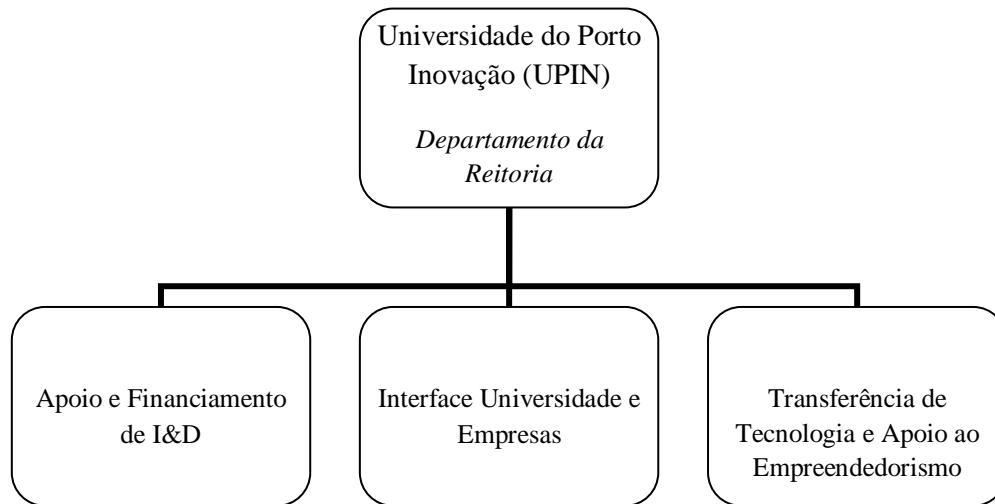 Universidade do Porto
Inovação (UPIN)
Departamento da
Reitoria
Apoio e Financiamento
de I&D
Interface Universidade e
Empresas
Transferência de
Tecnologia e Apoio ao
Empreendedorismo